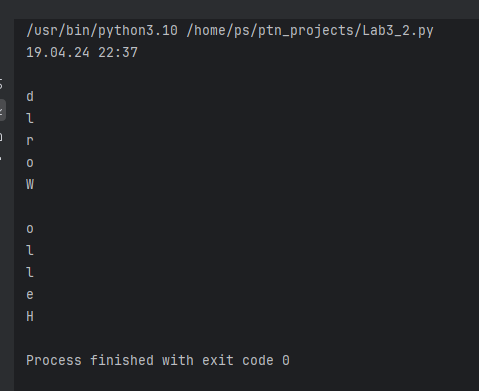 /usr/bin/python3.10 /home/ps/ptn_projects/Lab3_2.py
19.04.24 22:37
d
l
r
o
W
o
l
l
e
H
Process finished with exit code 0